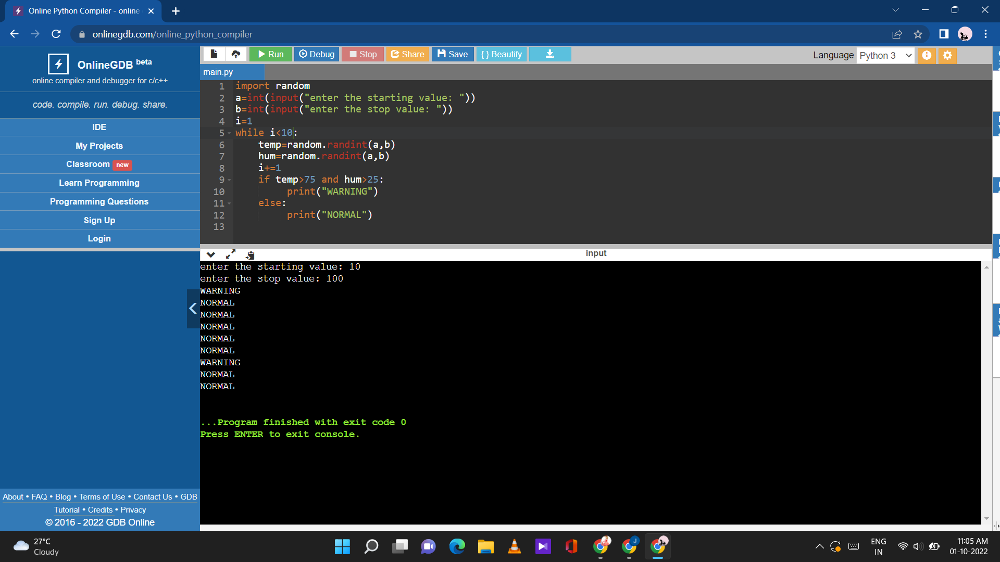 Online Python Compiler - online
onlinegdb.com/online_python_compiler
OnlineGDB beta
online compiler and debugger for c/c++
code. compile. run. debug. share.
IDE
My Projects
Classroom new
Learn Programming
Programming Questions
Sign Up
Login
Run Debug Stop Share Save { } Beautify
Language Python 3
main.py
1 import random
2 a=int(input("enter the starting value: "))
3 b=int(input("enter the stop value: "))
4 i=1
5 while i<10:
6     temp=random.randint(a,b)
7     hum=random.randint(a,b)
8     i+=1
9     if temp>75 and hum>25:
10         print("WARNING")
11     else:
12         print("NORMAL")
13
input
enter the starting value: 10
enter the stop value: 100
WARNING
NORMAL
NORMAL
NORMAL
NORMAL
NORMAL
WARNING
NORMAL
NORMAL
...Program finished with exit code 0
Press ENTER to exit console.
About • FAQ • Blog • Terms of Use • Contact Us • GDB
Tutorial • Credits • Privacy
© 2016 - 2022 GDB Online
27°C
Cloudy
J
ENG
IN
11:05 AM
01-10-2022